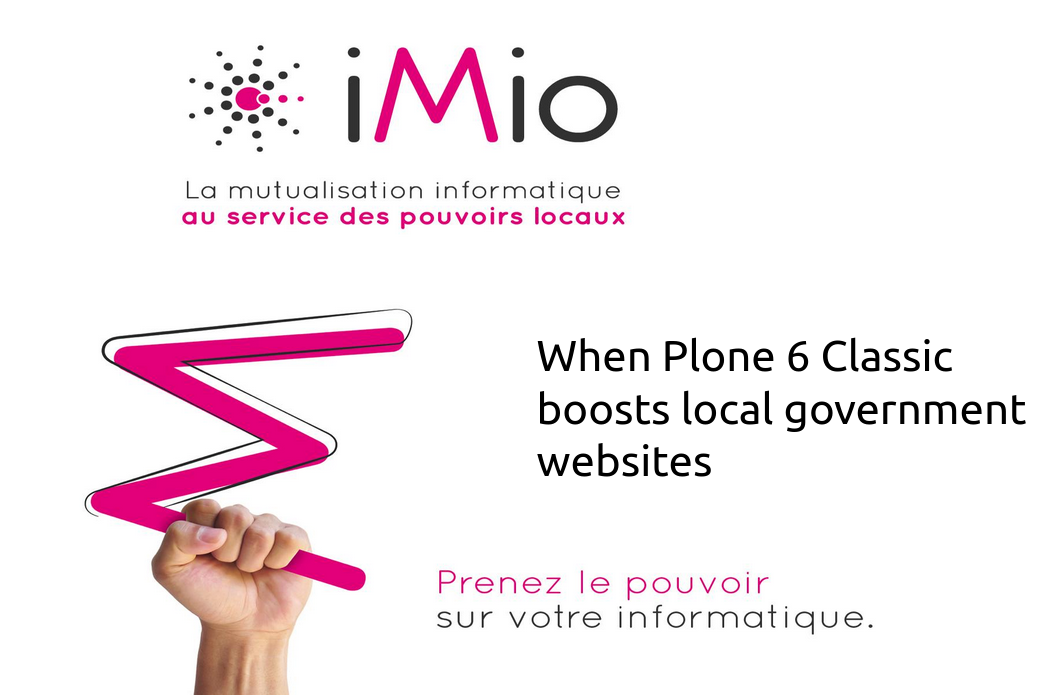 iMio
La mutualisation informatique
au service des pouvoirs locaux
When Plone 6 Classic
boosts local government
websites
Prenez le pouvoir
sur votre informatique.